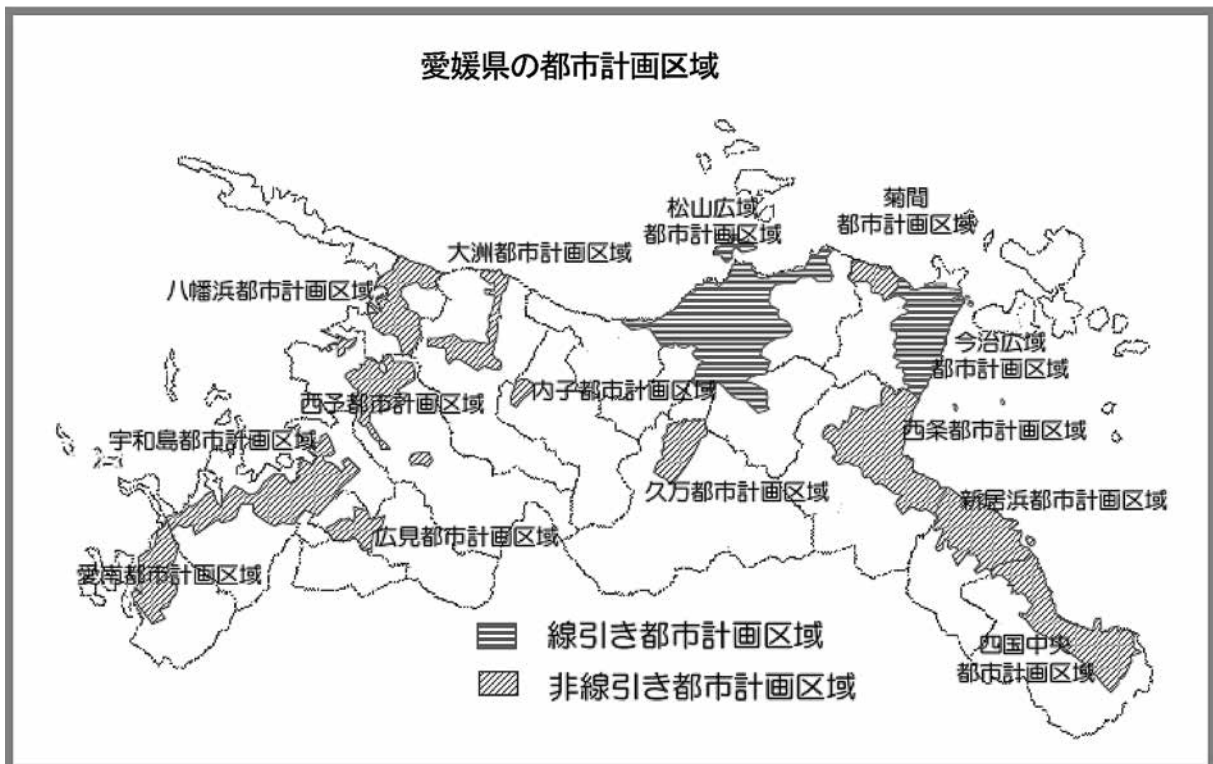 愛媛県の都市計画区域
松山広域
都市計画区域
菊間
都市計画区域
大洲都市計画区域
八幡浜都市計画区域
今治広域
都市計画区域
西予都市計画区域
内子都市計画区域
宇和島都市計画区域
西条都市計画区域
久万都市計画区域
新居浜都市計画区域
広見都市計画区域
愛南都市計画区域
線引き都市計画区域
四国中央
都市計画区域
非線引き都市計画区域